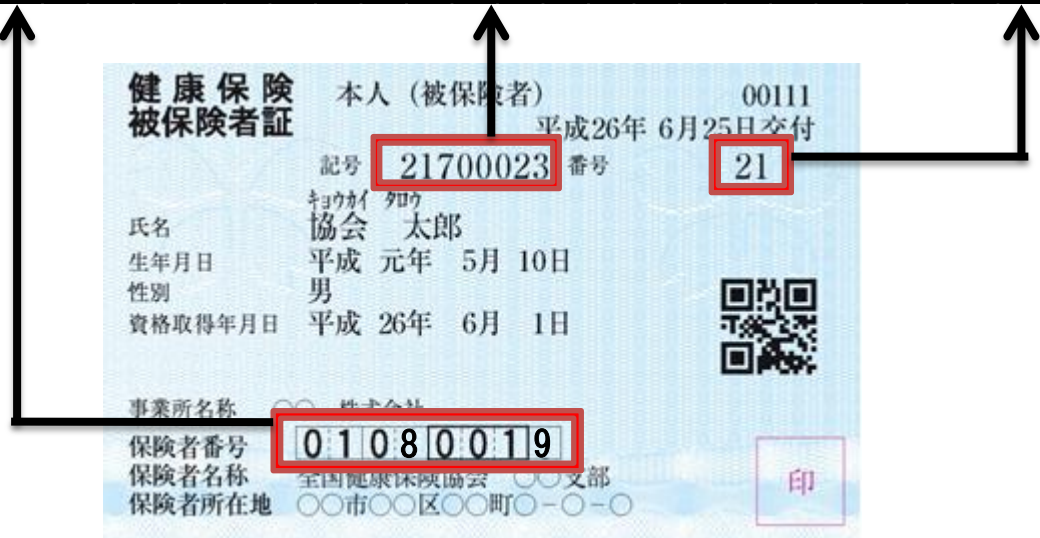 健康保険 本人（被保険者） 00111
被保険者証 平成26年 6月25日交付
記号 21700023 番号 21
ｷｮｳｶｲ ﾀﾛｳ
氏名 協会 太郎
生年月日 平成 元年 5月 10日
性別 男
資格取得年月日 平成 26年 6月 1日
事業所名称 ○○ 株式会社
保険者番号 01080019
保険者名称 全国健康保険協会 ○○支部
保険者所在地 ○○市○○区○○町○-○-○
印